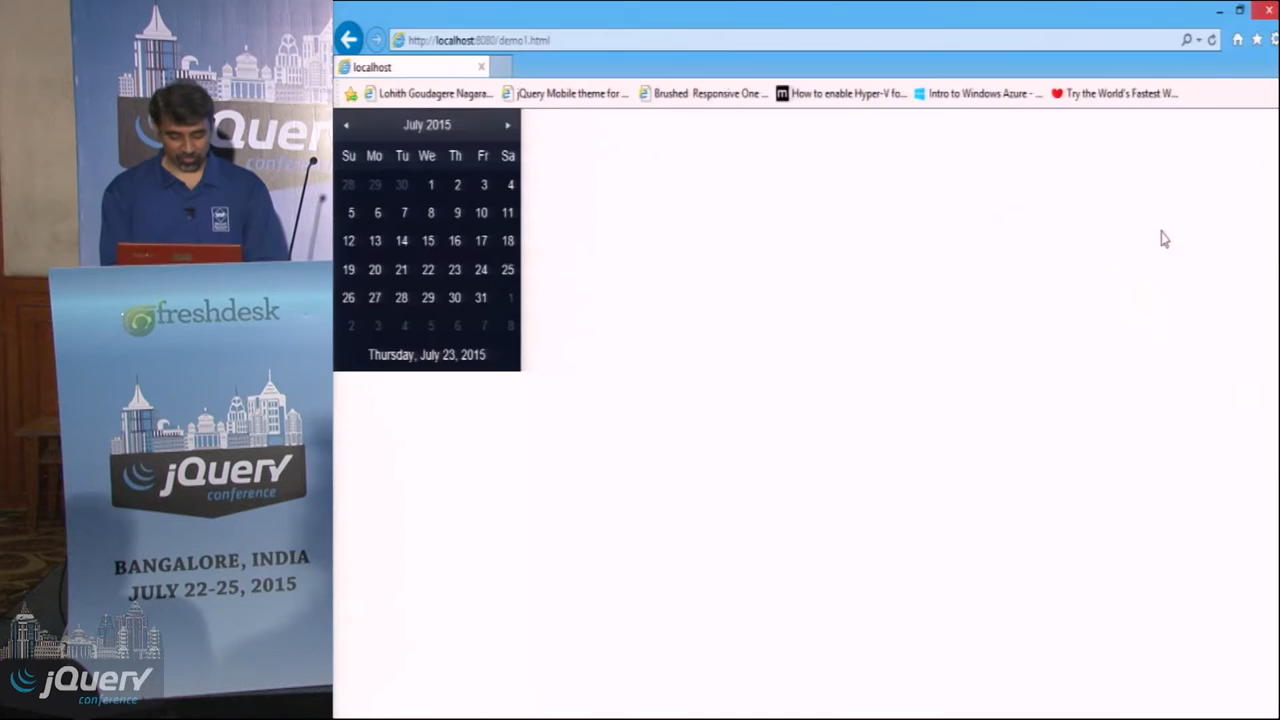 jQuery
conference
freshdesk
jQuery
conference
BANGALORE, INDIA
JULY 22-25, 2015
jQuery
conference
http://localhost:8080/demo1.html
localhost
Lohith Goudagere Nagara...
jQuery Mobile theme for ...
Brushed Responsive One ...
How to enable Hyper-V fo...
Intro to Windows Azure - ...
Try the World's Fastest W...
July 2015
Su Mo Tu We Th Fr Sa
28 29 30 1 2 3 4
5 6 7 8 9 10 11
12 13 14 15 16 17 18
19 20 21 22 23 24 25
26 27 28 29 30 31 1
2 3 4 5 6 7 8
Thursday, July 23, 2015